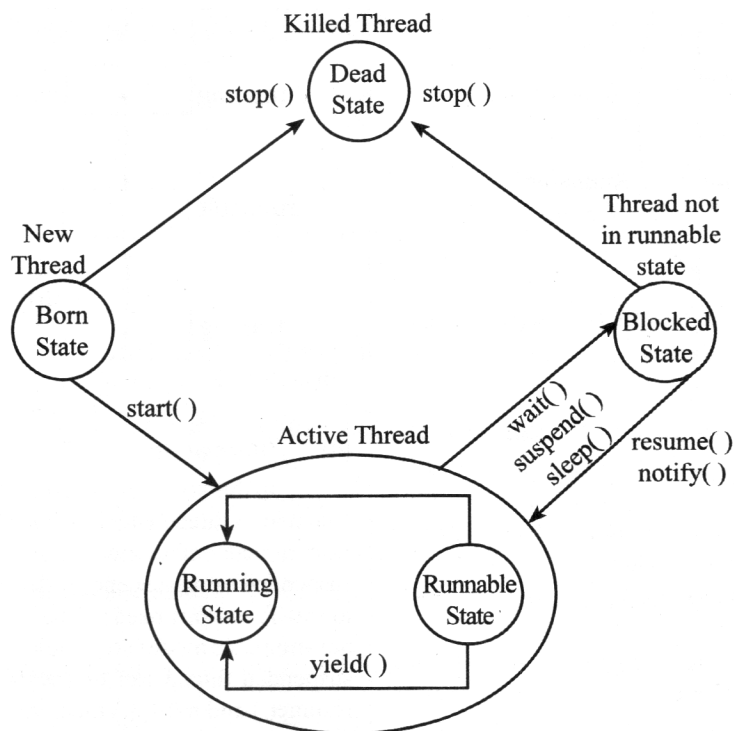 Killed Thread
Dead
State
stop( )
stop( )
New
Thread
Thread not
in runnable
state
Born
State
Blocked
State
start( )
wait()
suspend()
sleep()
resume( )
notify( )
Active Thread
Running
State
Runnable
State
yield( )